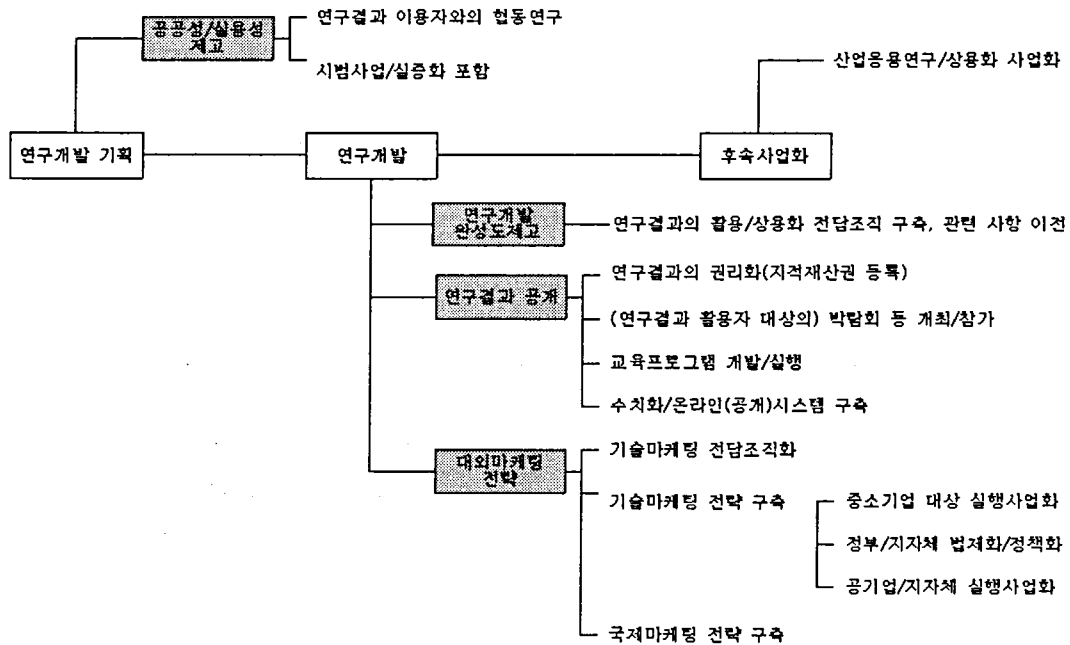 공공성/실용성
제고
연구결과 이용자와의 협동연구
시범사업/실증화 포함
산업응용연구/상용화 사업화
연구개발 기획
연구개발
후속사업화
연구개발
완성도제고
연구결과의 활용/상용화 전담조직 구축, 관련 사항 이전
연구결과 공개
연구결과의 권리화(지적재산권 등록)
(연구결과 활용자 대상의) 박람회 등 개최/참가
교육프로그램 개발/실행
수치화/온라인(공개)시스템 구축
대외마케팅
전략
기술마케팅 전담조직화
기술마케팅 전략 구축
중소기업 대상 실행사업화
정부/지자체 법제화/정책화
공기업/지자체 실행사업화
국제마케팅 전략 구축